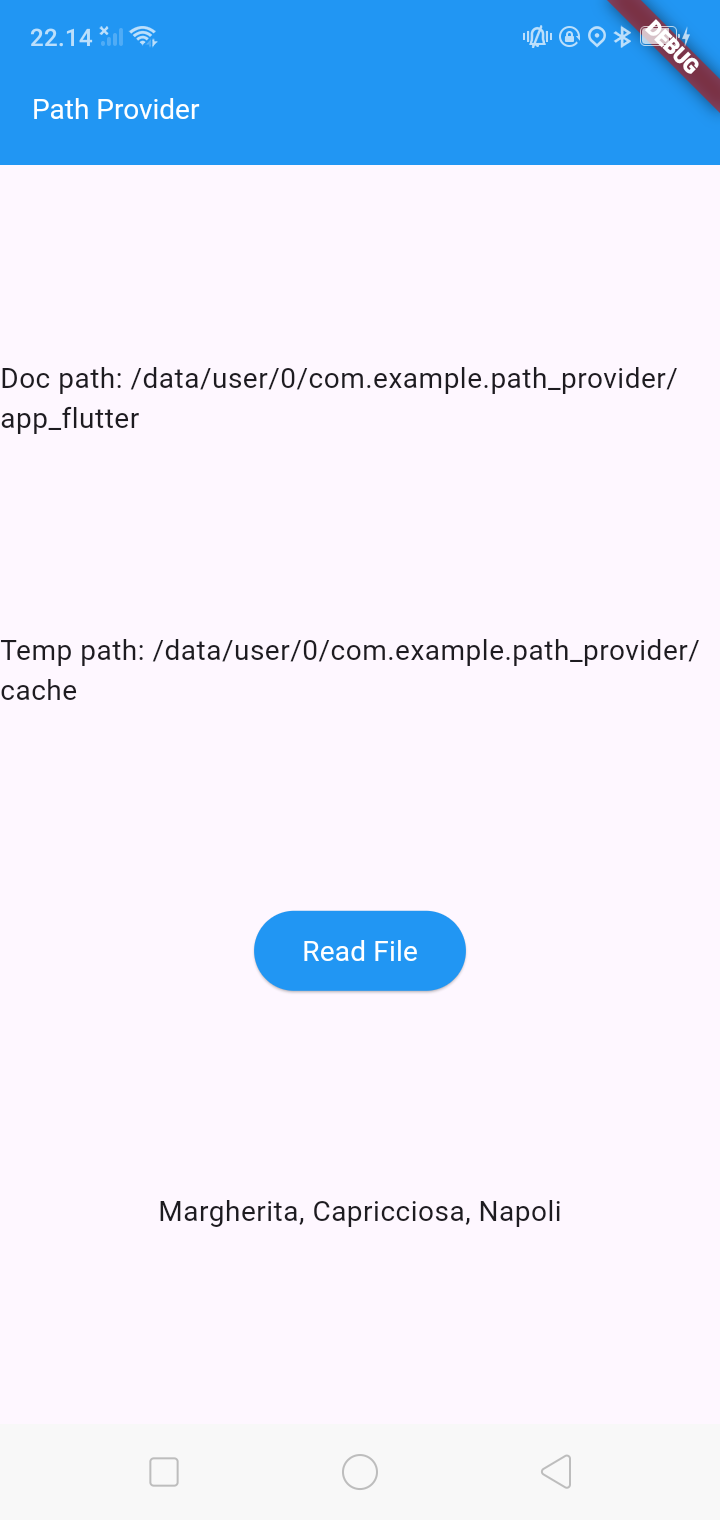 22.14
DEBUG
Path Provider
Doc path: /data/user/0/com.example.path_provider/
app_flutter
Temp path: /data/user/0/com.example.path_provider/
cache
Read File
Margherita, Capricciosa, Napoli